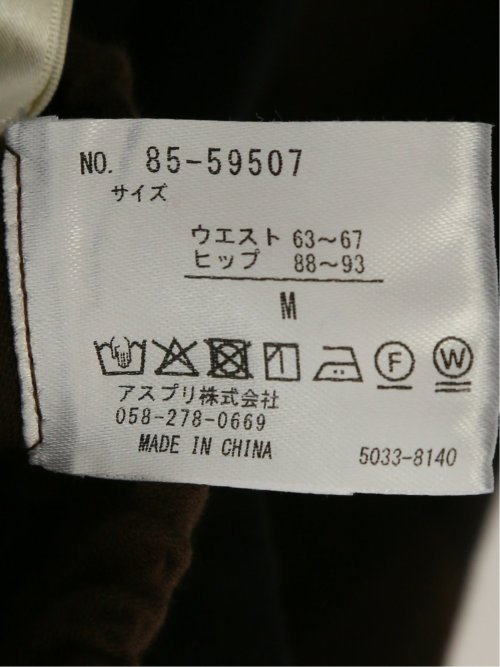 NO. 85-59507
サイズ
ウエスト 63〜67
ヒップ 88〜93
M
F W
アスプリ株式会社
058-278-0669
MADE IN CHINA
5033-8140